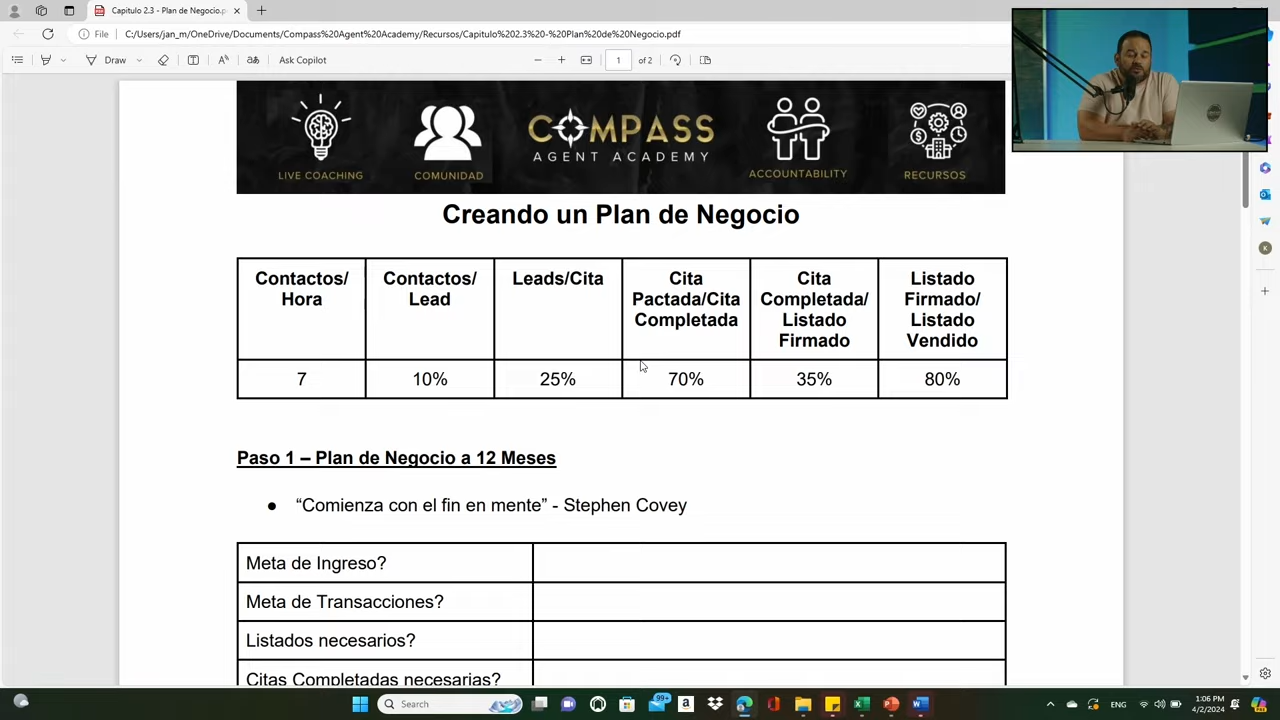 Capitulo 2.3 - Plan de Negocio.p
File
C:/Users/jan_m/OneDrive/Documents/Compass%20Agent%20Academy/Recursos/Capitulo%202.3%20-%20Plan%20de%20Negocio.pdf
Draw
Ask Copilot
1 of 2
COMPASS
AGENT ACADEMY
LIVE COACHING
COMUNIDAD
ACCOUNTABILITY
RECURSOS
Creando un Plan de Negocio
Contactos/
Hora
Contactos/
Lead
Leads/Cita
Cita
Pactada/Cita
Completada
Cita
Completada/
Listado
Firmado
Listado
Firmado/
Listado
Vendido
7 10% 25% 70% 35% 80%
Paso 1 – Plan de Negocio a 12 Meses
● “Comienza con el fin en mente” - Stephen Covey
Meta de Ingreso?
Meta de Transacciones?
Listados necesarios?
Citas Completadas necesarias?
Search
99+
ENG
1:06 PM
4/2/2024